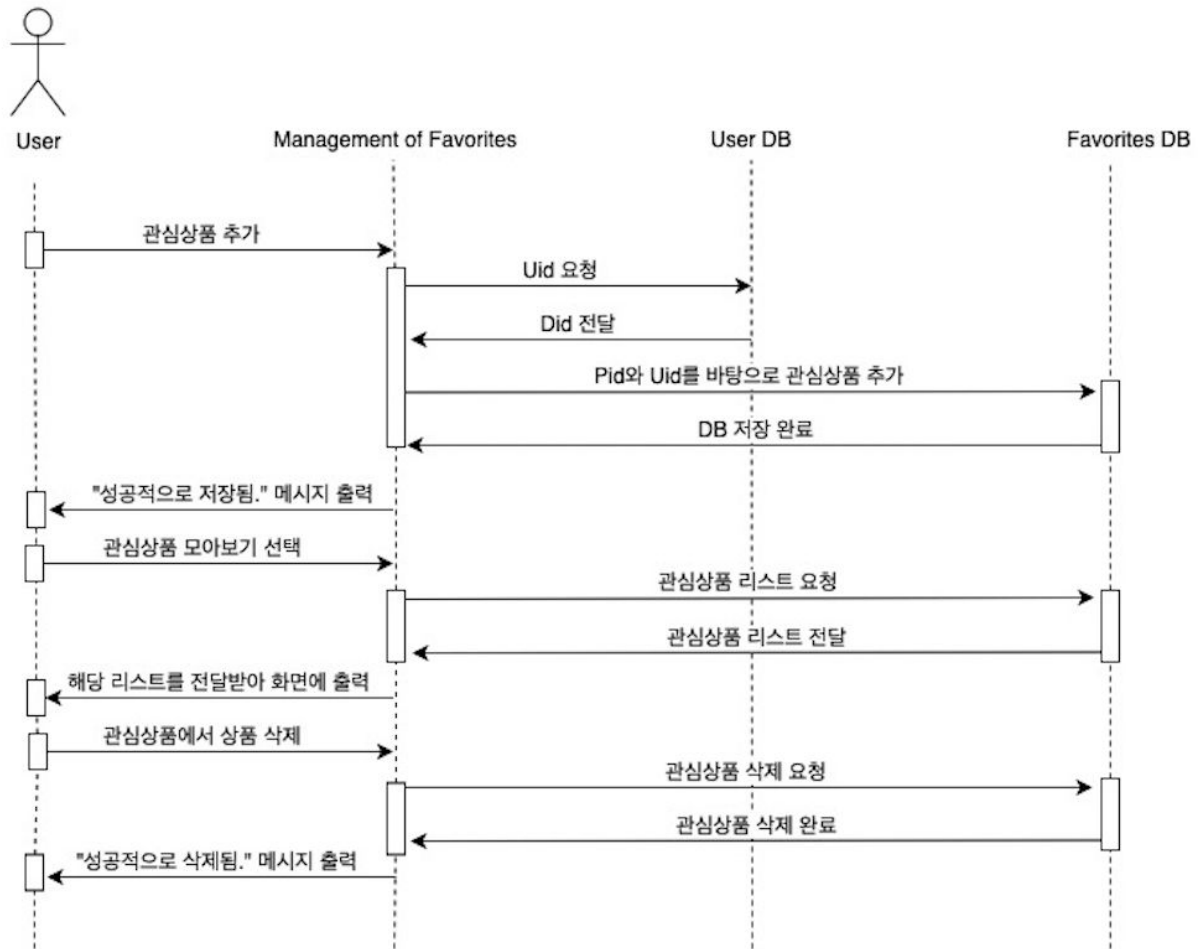 User
Management of Favorites
User DB
Favorites DB
관심상품 추가
Uid 요청
Did 전달
Pid와 Uid를 바탕으로 관심상품 추가
DB 저장 완료
"성공적으로 저장됨." 메시지 출력
관심상품 모아보기 선택
관심상품 리스트 요청
관심상품 리스트 전달
해당 리스트를 전달받아 화면에 출력
관심상품에서 상품 삭제
관심상품 삭제 요청
관심상품 삭제 완료
"성공적으로 삭제됨." 메시지 출력